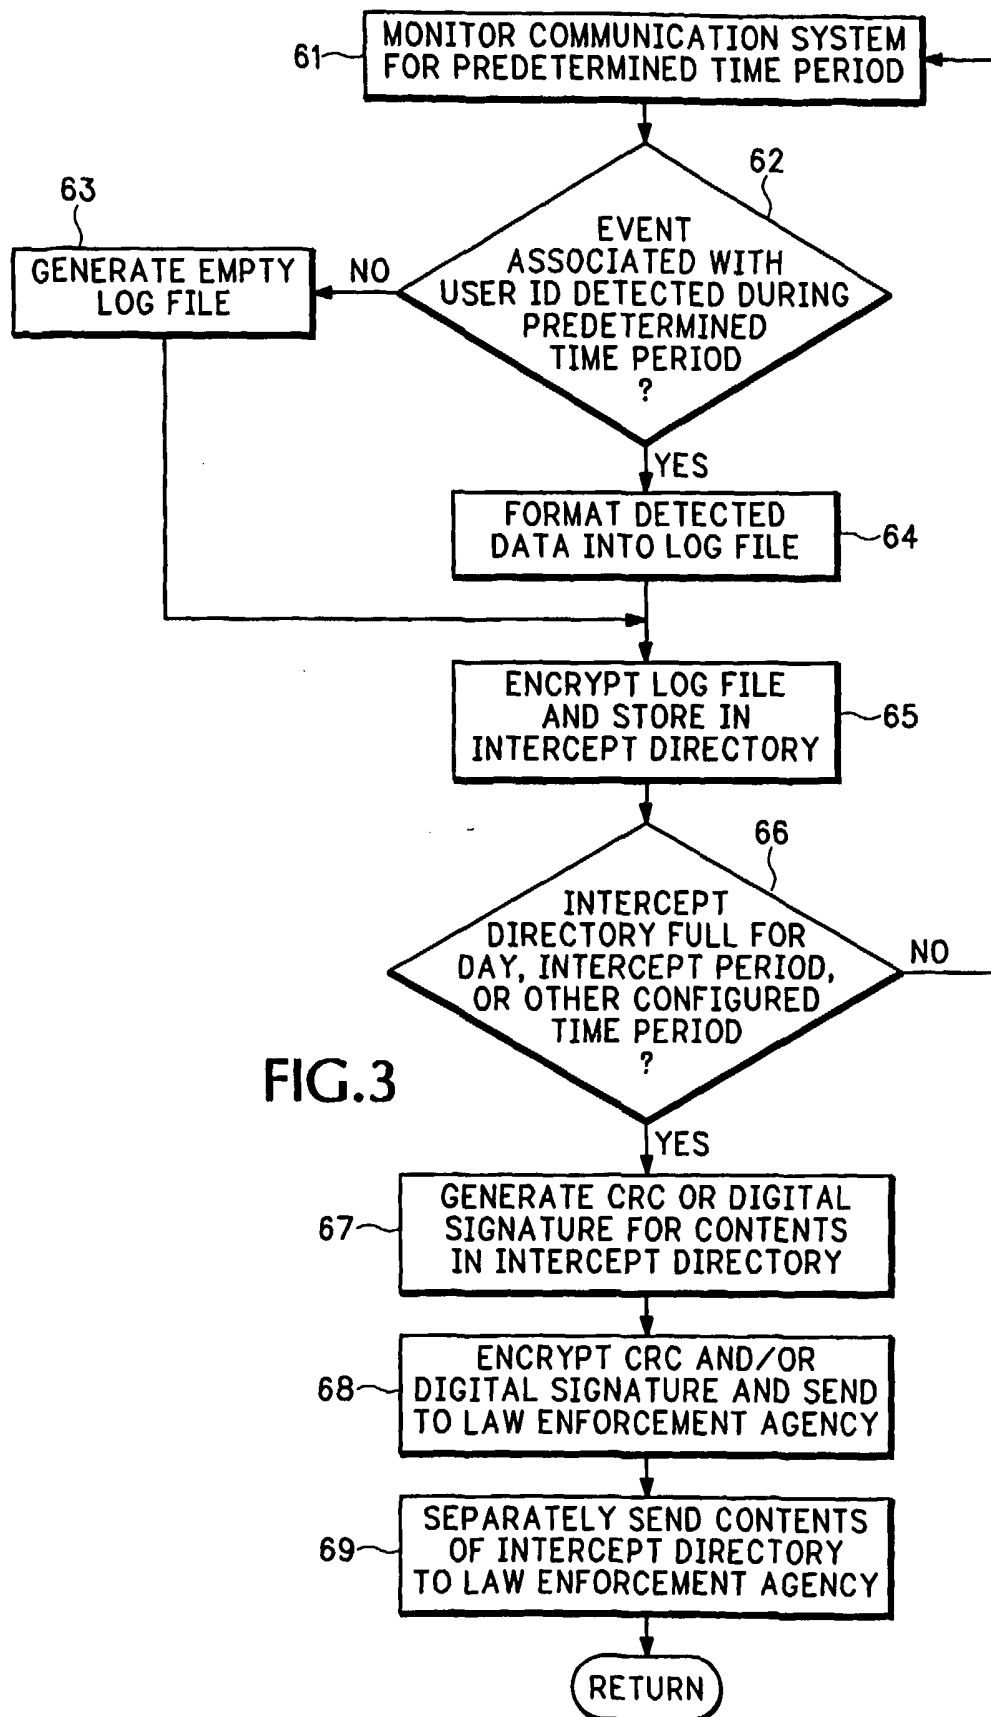 MONITOR COMMUNICATION SYSTEM
FOR PREDETERMINED TIME PERIOD
61
62
EVENT
ASSOCIATED WITH
USER ID DETECTED DURING
PREDETERMINED
TIME PERIOD
?
63
GENERATE EMPTY
LOG FILE
NO
YES
FORMAT DETECTED
DATA INTO LOG FILE
64
ENCRYPT LOG FILE
AND STORE IN
INTERCEPT DIRECTORY
65
66
INTERCEPT
DIRECTORY FULL FOR
DAY, INTERCEPT PERIOD,
OR OTHER CONFIGURED
TIME PERIOD
?
NO
FIG.3
YES
GENERATE CRC OR DIGITAL
SIGNATURE FOR CONTENTS
IN INTERCEPT DIRECTORY
67
ENCRYPT CRC AND/OR
DIGITAL SIGNATURE AND SEND
TO LAW ENFORCEMENT AGENCY
68
SEPARATELY SEND CONTENTS
OF INTERCEPT DIRECTORY
TO LAW ENFORCEMENT AGENCY
69
RETURN